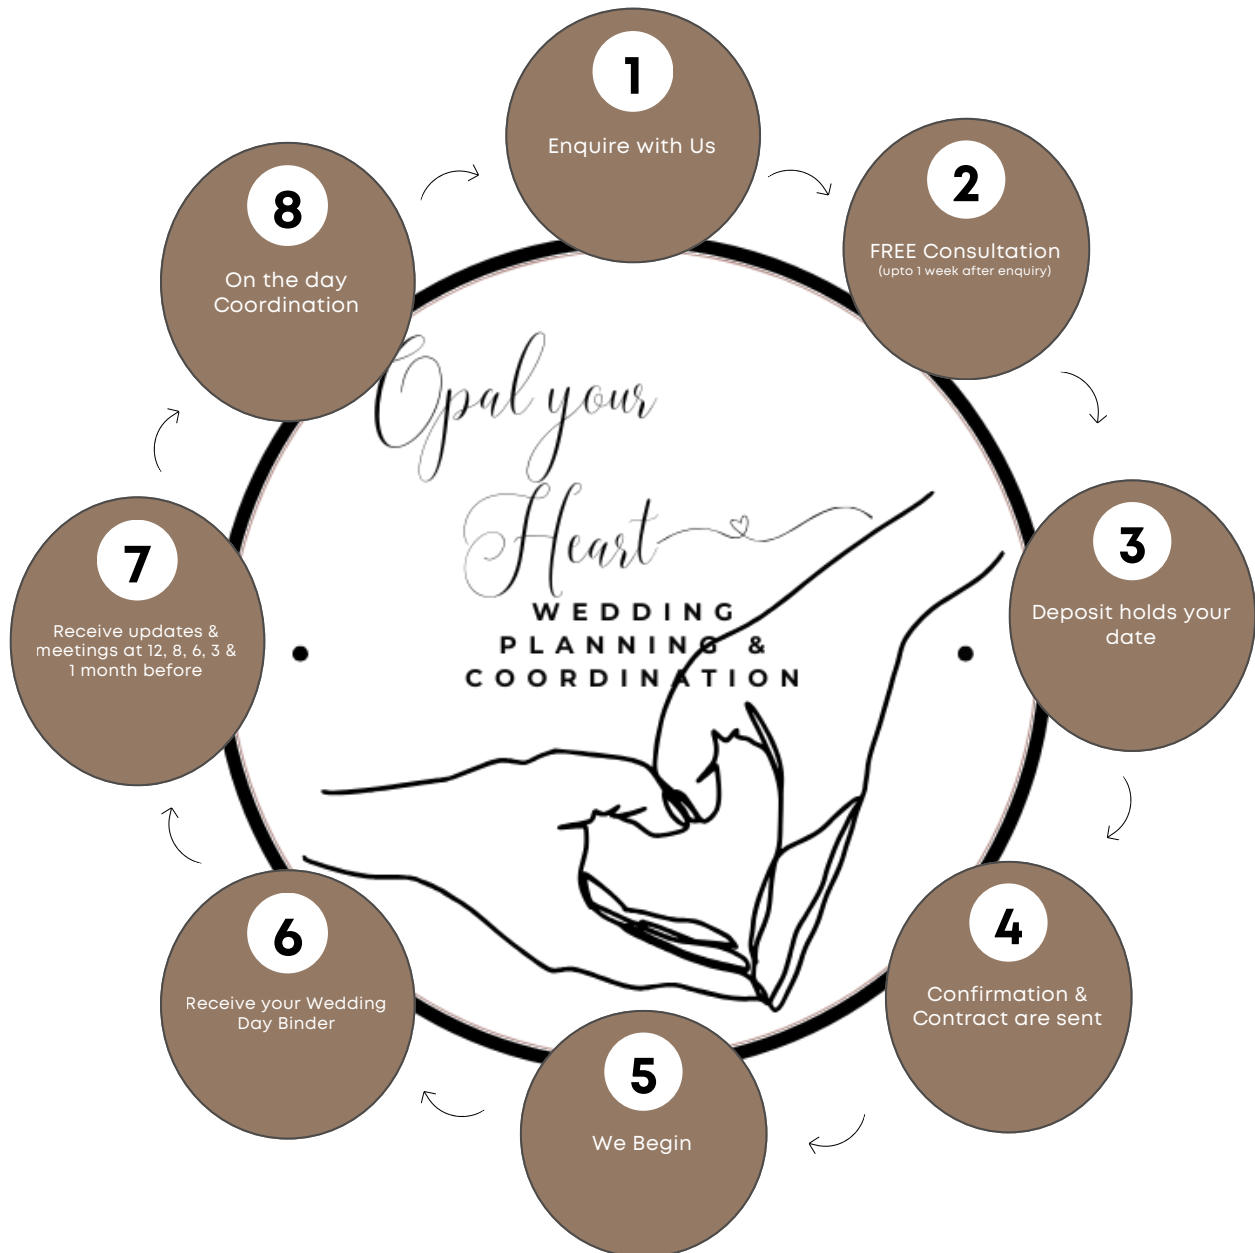 1
Enquire with Us
2
FREE Consultation
(upto 1 week after enquiry)
3
Deposit holds your
date
4
Confirmation &
Contract are sent
5
We Begin
6
Receive your Wedding
Day Binder
7
Receive updates &
meetings at 12, 8, 6, 3 &
1 month before
8
On the day
Coordination
Opal your
Heart
WEDDING
PLANNING &
COORDINATION